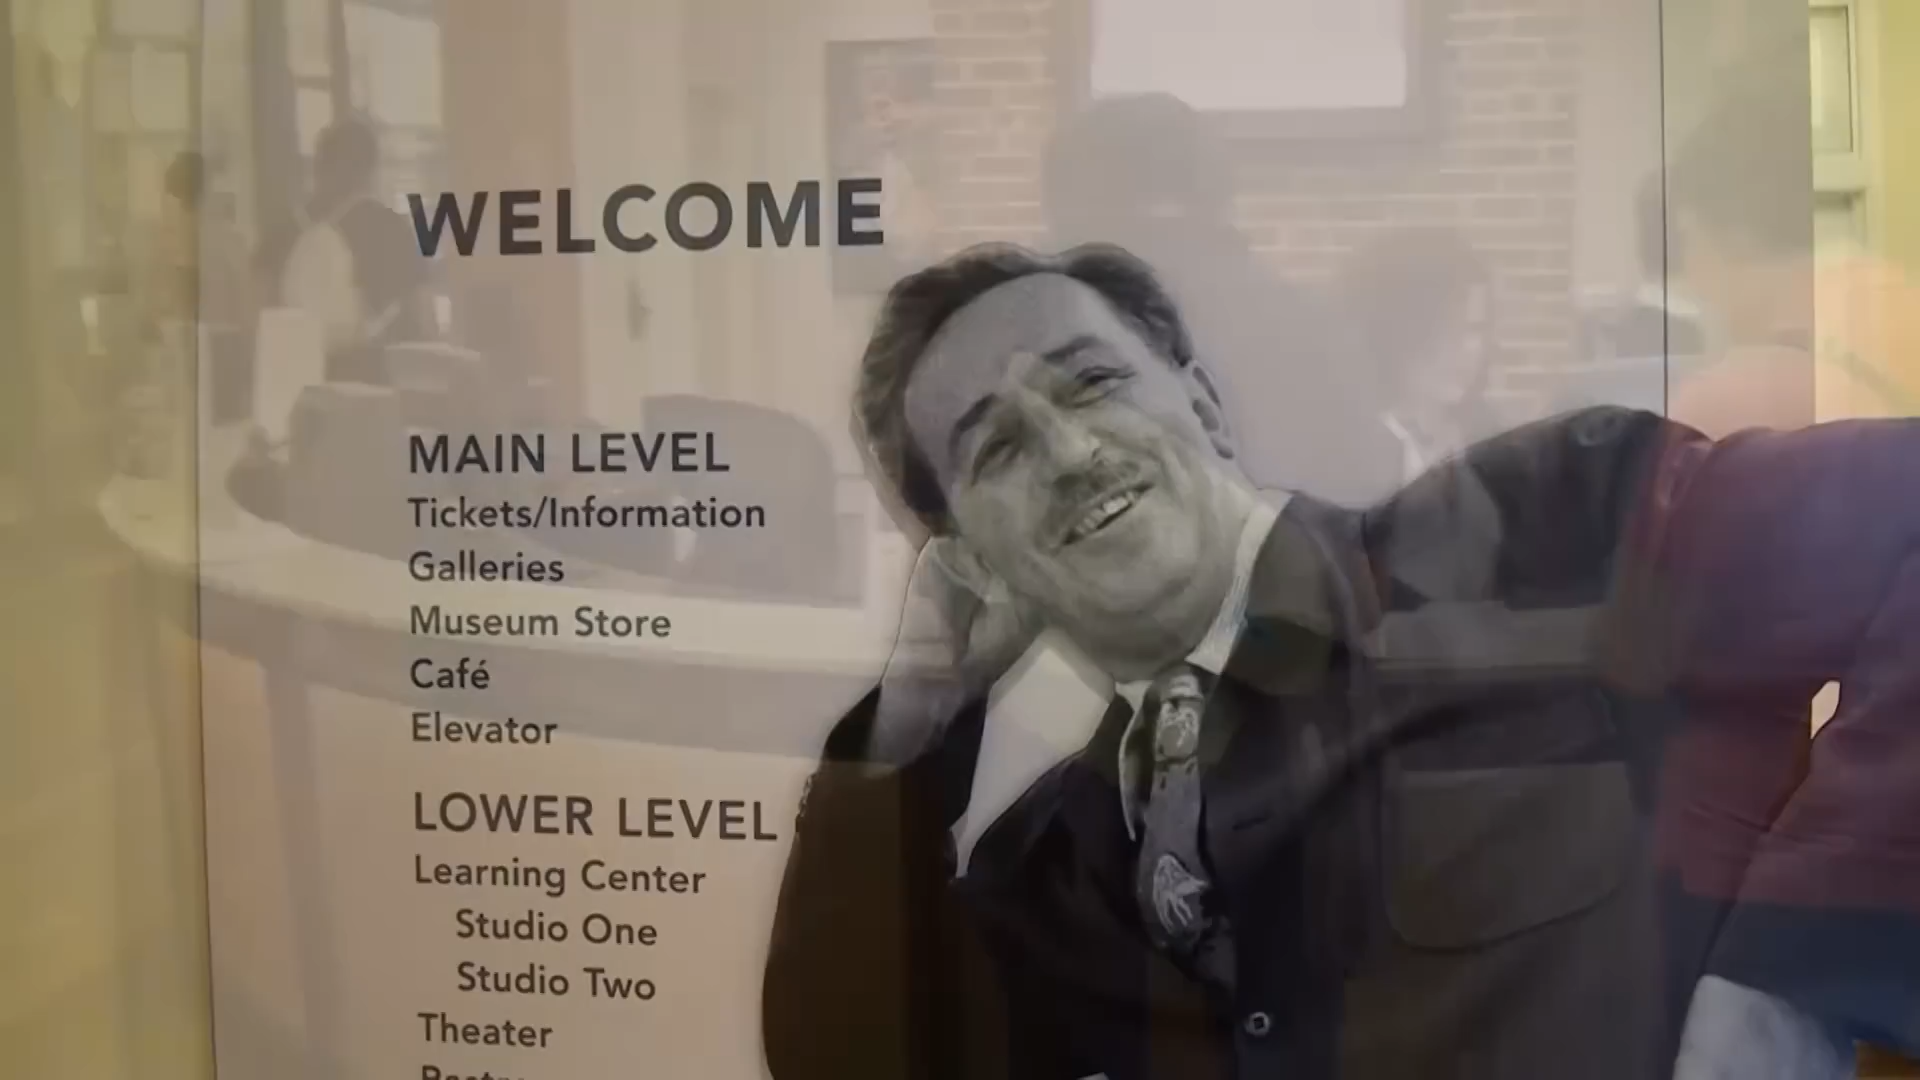 WELCOME
MAIN LEVEL
Tickets/Information
Galleries
Museum Store
Café
Elevator
LOWER LEVEL
Learning Center
Studio One
Studio Two
Theater